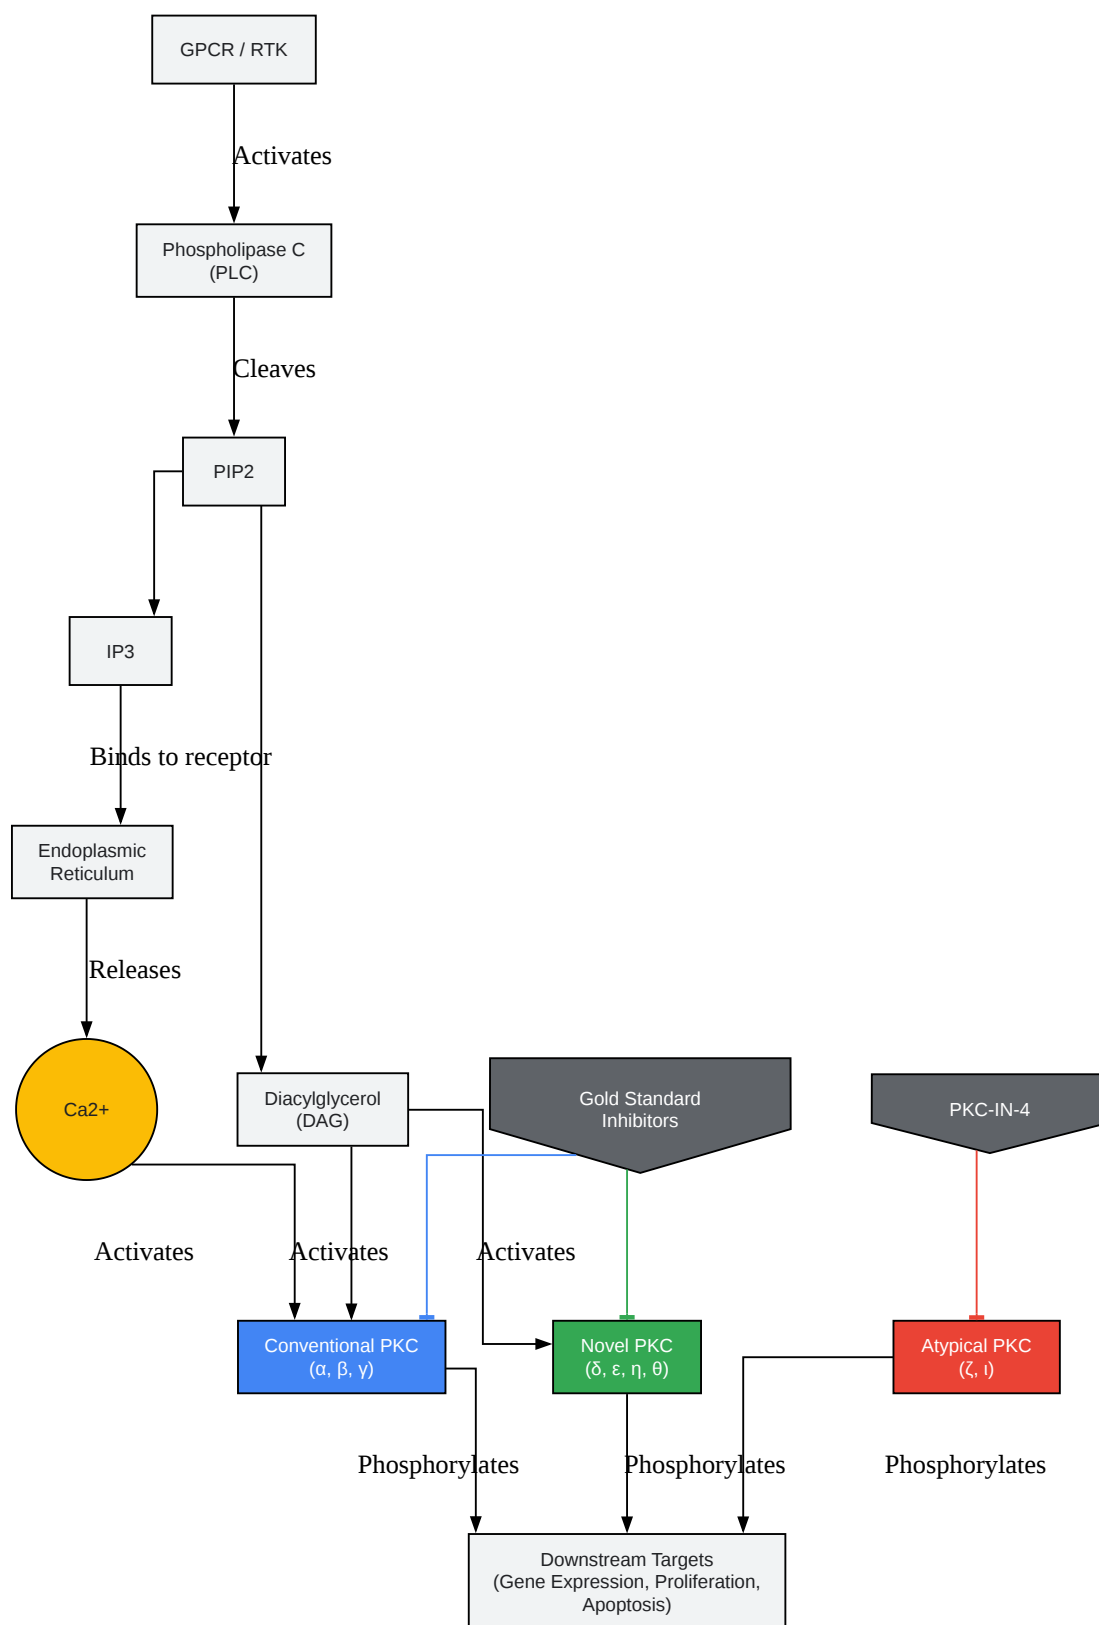 GPCR / RTK
Activates
Phospholipase C
(PLC)
Cleaves
PIP2
IP3
Binds to receptor
Endoplasmic
Reticulum
Releases
Ca2+
Diacylglycerol
(DAG)
Gold Standard
Inhibitors
PKC-IN-4
Activates
Activates
Activates
Conventional PKC
(α, β, γ)
Novel PKC
(δ, ε, η, θ)
Atypical PKC
(ζ, ι)
Phosphorylates
Phosphorylates
Phosphorylates
Downstream Targets
(Gene Expression, Proliferation,
Apoptosis)